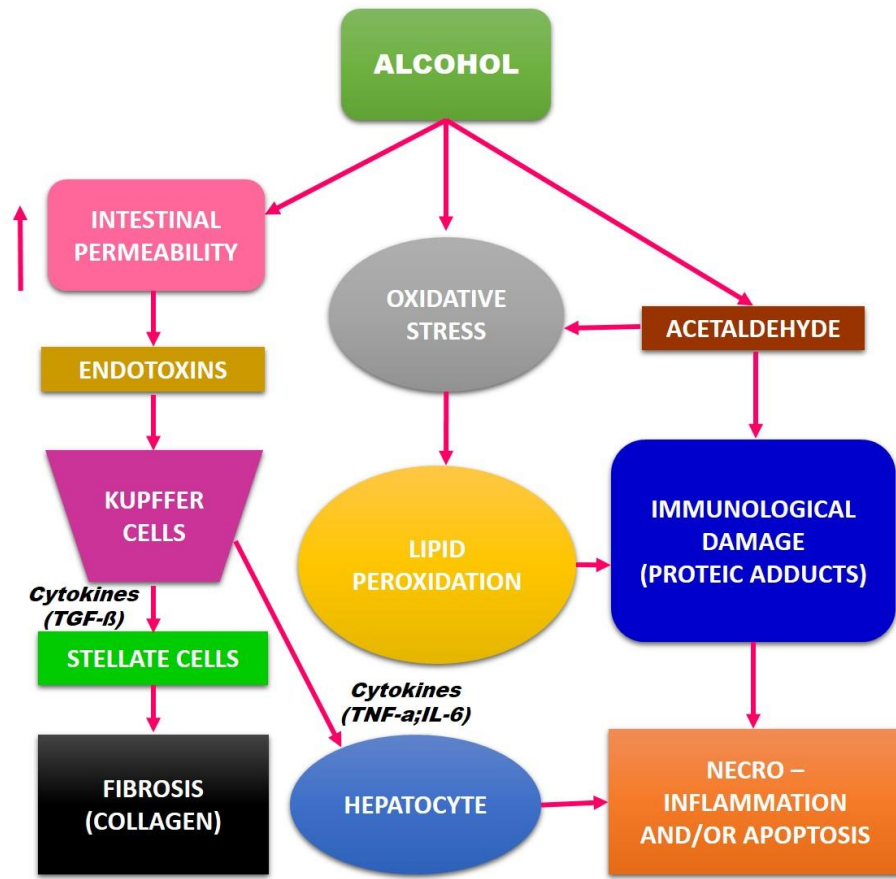 ALCOHOL
INTESTINAL
PERMEABILITY
OXIDATIVE
STRESS
ACETALDEHYDE
ENDOTOXINS
KUPFFER
CELLS
LIPID
PEROXIDATION
IMMUNOLOGICAL
DAMAGE
(PROTEIC ADDUCTS)
Cytokines
(TGF-ß)
STELLATE CELLS
Cytokines
(TNF-a;IL-6)
FIBROSIS
(COLLAGEN)
HEPATOCYTE
NECRO –
INFLAMMATION
AND/OR APOPTOSIS